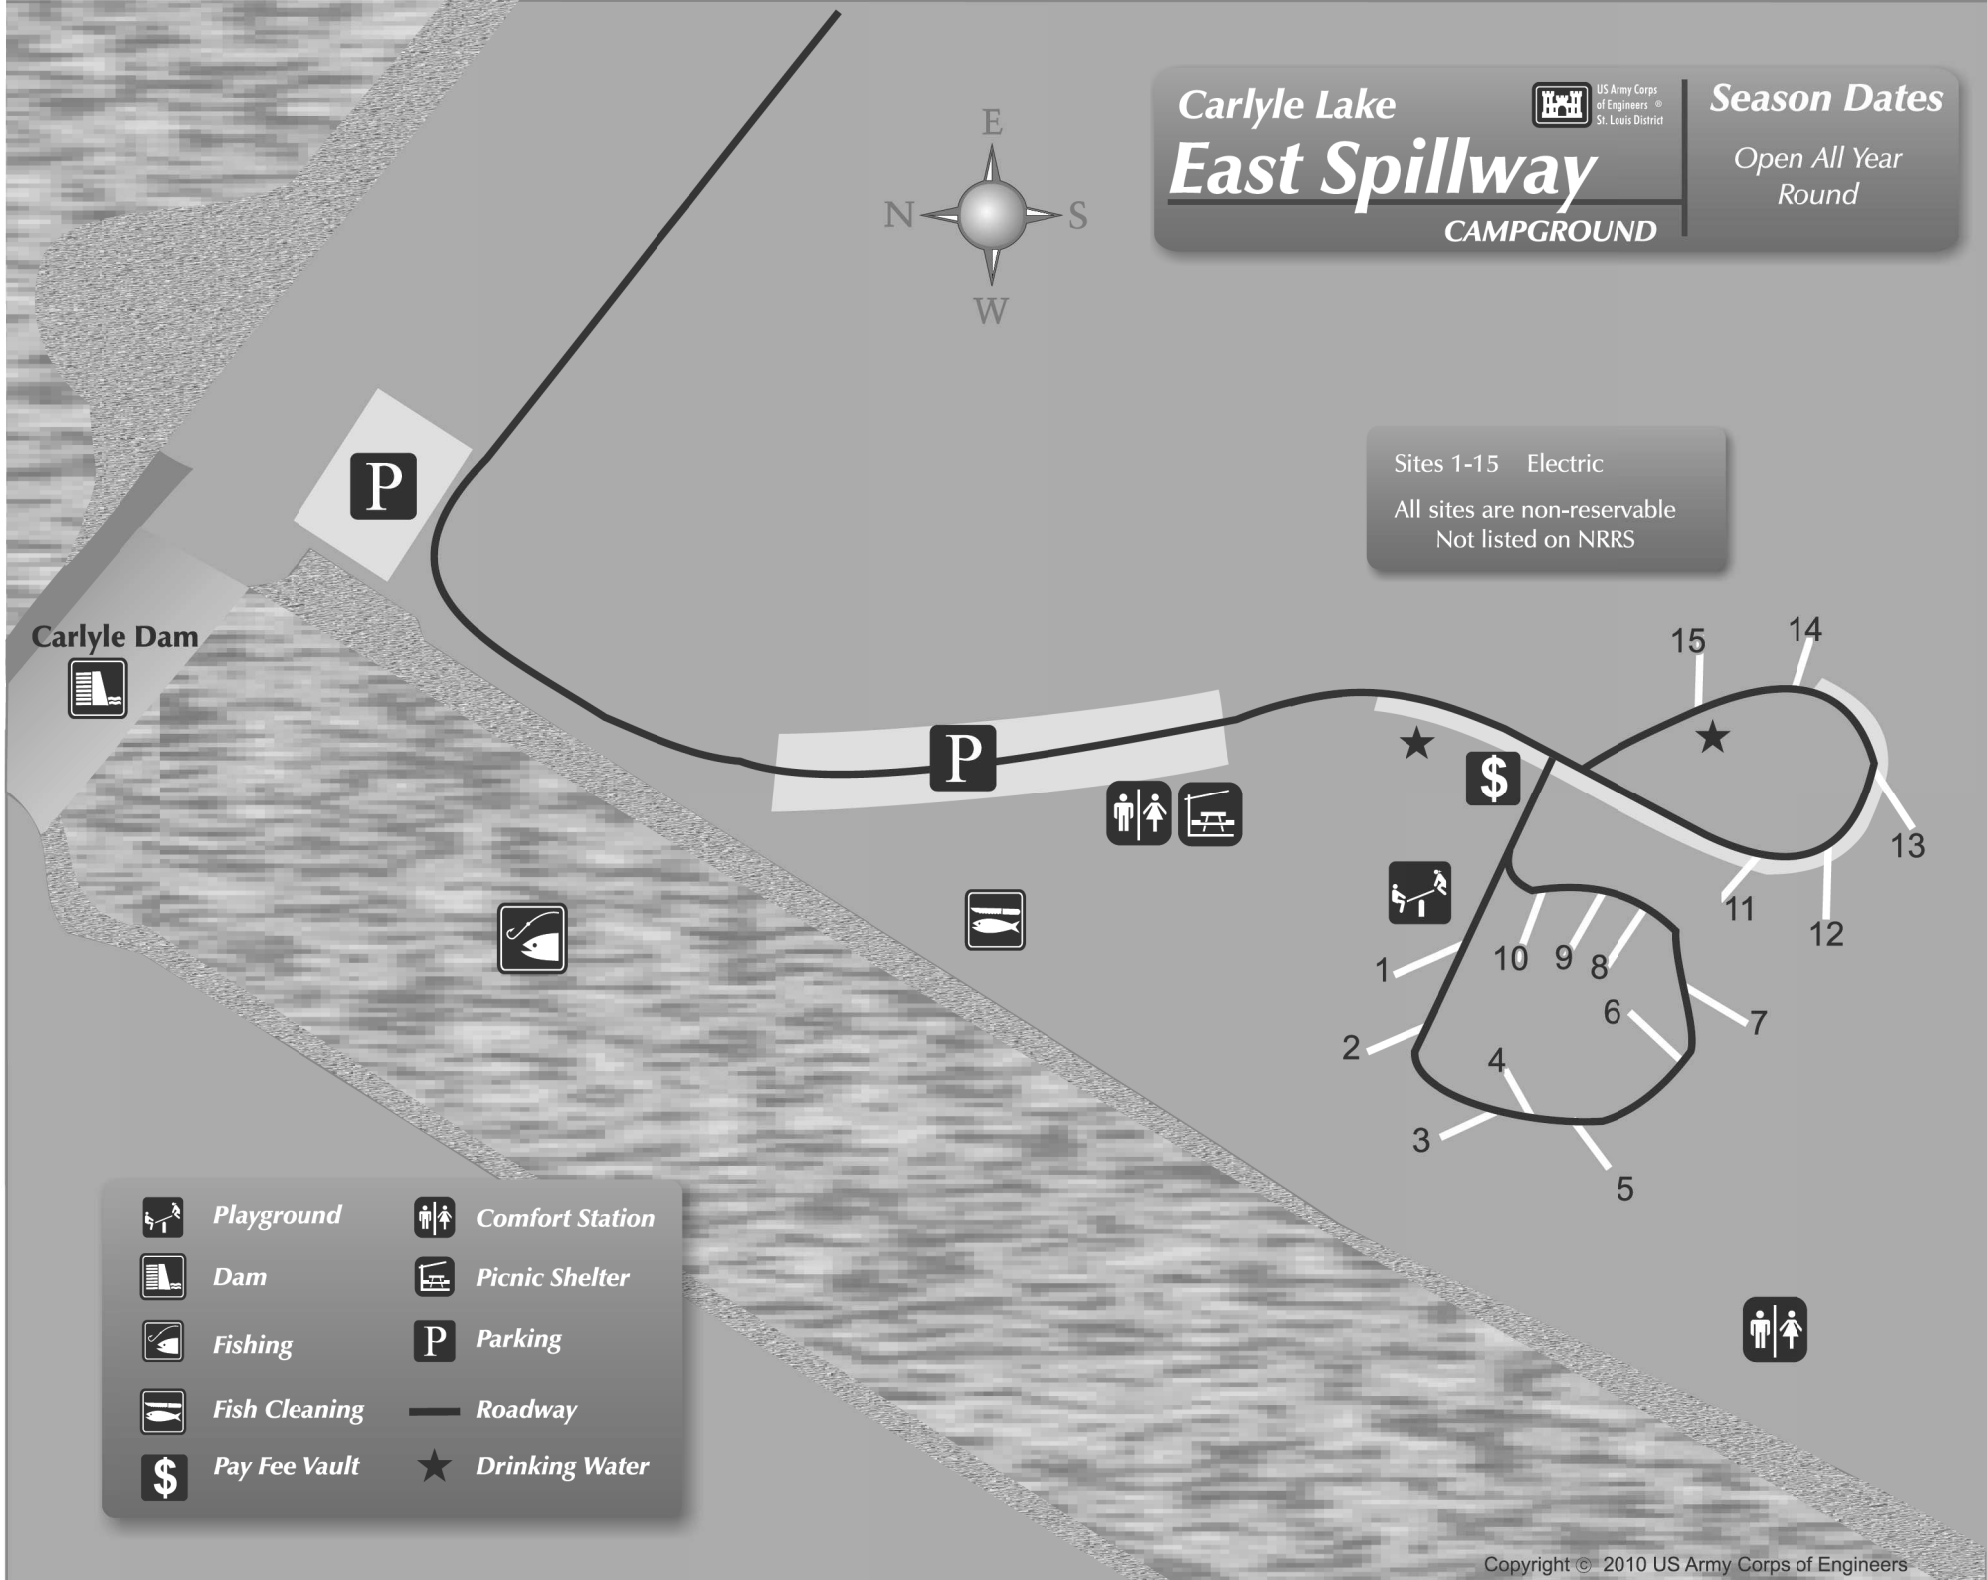 Carlyle Lake
East Spillway
CAMPGROUND
US Army Corps
of Engineers ®
St. Louis District
Season Dates
Open All Year
Round
E
N
S
W
Sites 1-15 Electric
All sites are non-reservable
Not listed on NRRS
P
Carlyle Dam
P
$
15
14
13
11
12
10
9
8
1
6
7
2
4
3
5
Playground
Comfort Station
Dam
Picnic Shelter
Fishing
P
Parking
Fish Cleaning
Roadway
$
Pay Fee Vault
Drinking Water
Copyright © 2010 US Army Corps of Engineers